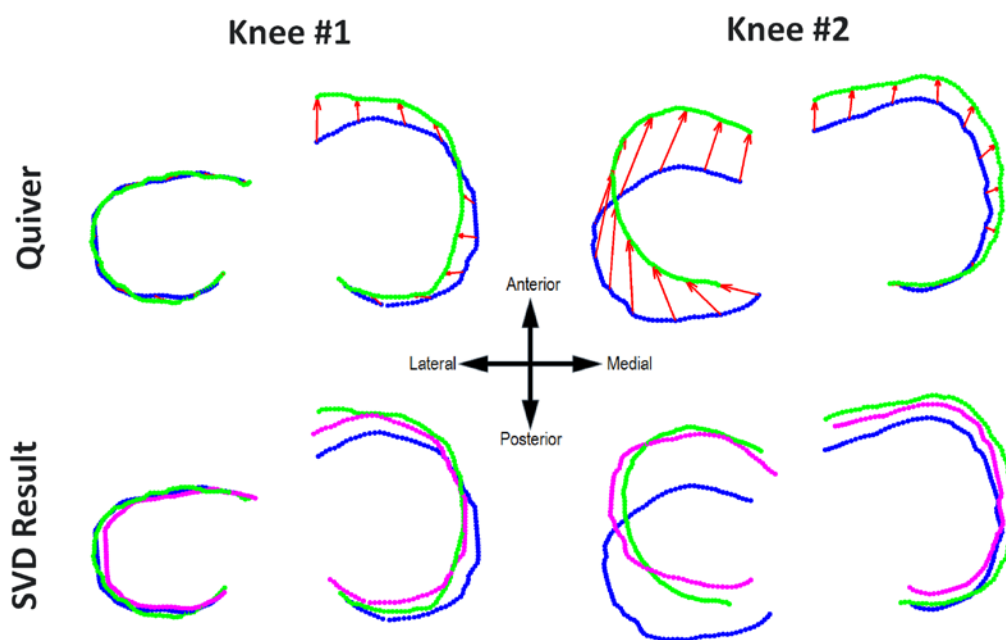 Knee #1
Knee #2
Quiver
Anterior
Lateral
Medial
Posterior
SVD Result